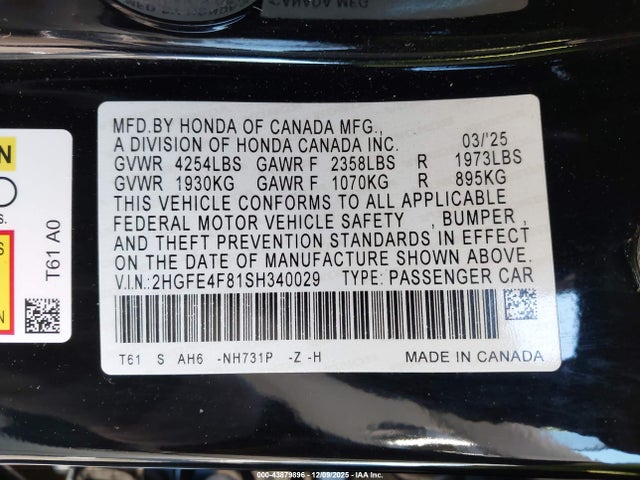 MFD.BY HONDA OF CANADA MFG.,
A DIVISION OF HONDA CANADA INC. 03/'25
GVWR 4254LBS GAWR F 2358LBS R 1973LBS
GVWR 1930KG GAWR F 1070KG R 895KG
THIS VEHICLE CONFORMS TO ALL APPLICABLE
FEDERAL MOTOR VEHICLE SAFETY , BUMPER ,
AND THEFT PREVENTION STANDARDS IN EFFECT
ON THE DATE OF MANUFACTURE SHOWN ABOVE.
V.I.N.:2HGFE4F81SH340029 TYPE: PASSENGER CAR
T61 S AH6 -NH731P -Z -H MADE IN CANADA
T61 A0
000-43879896 - 12/09/2025 - IAA Inc.